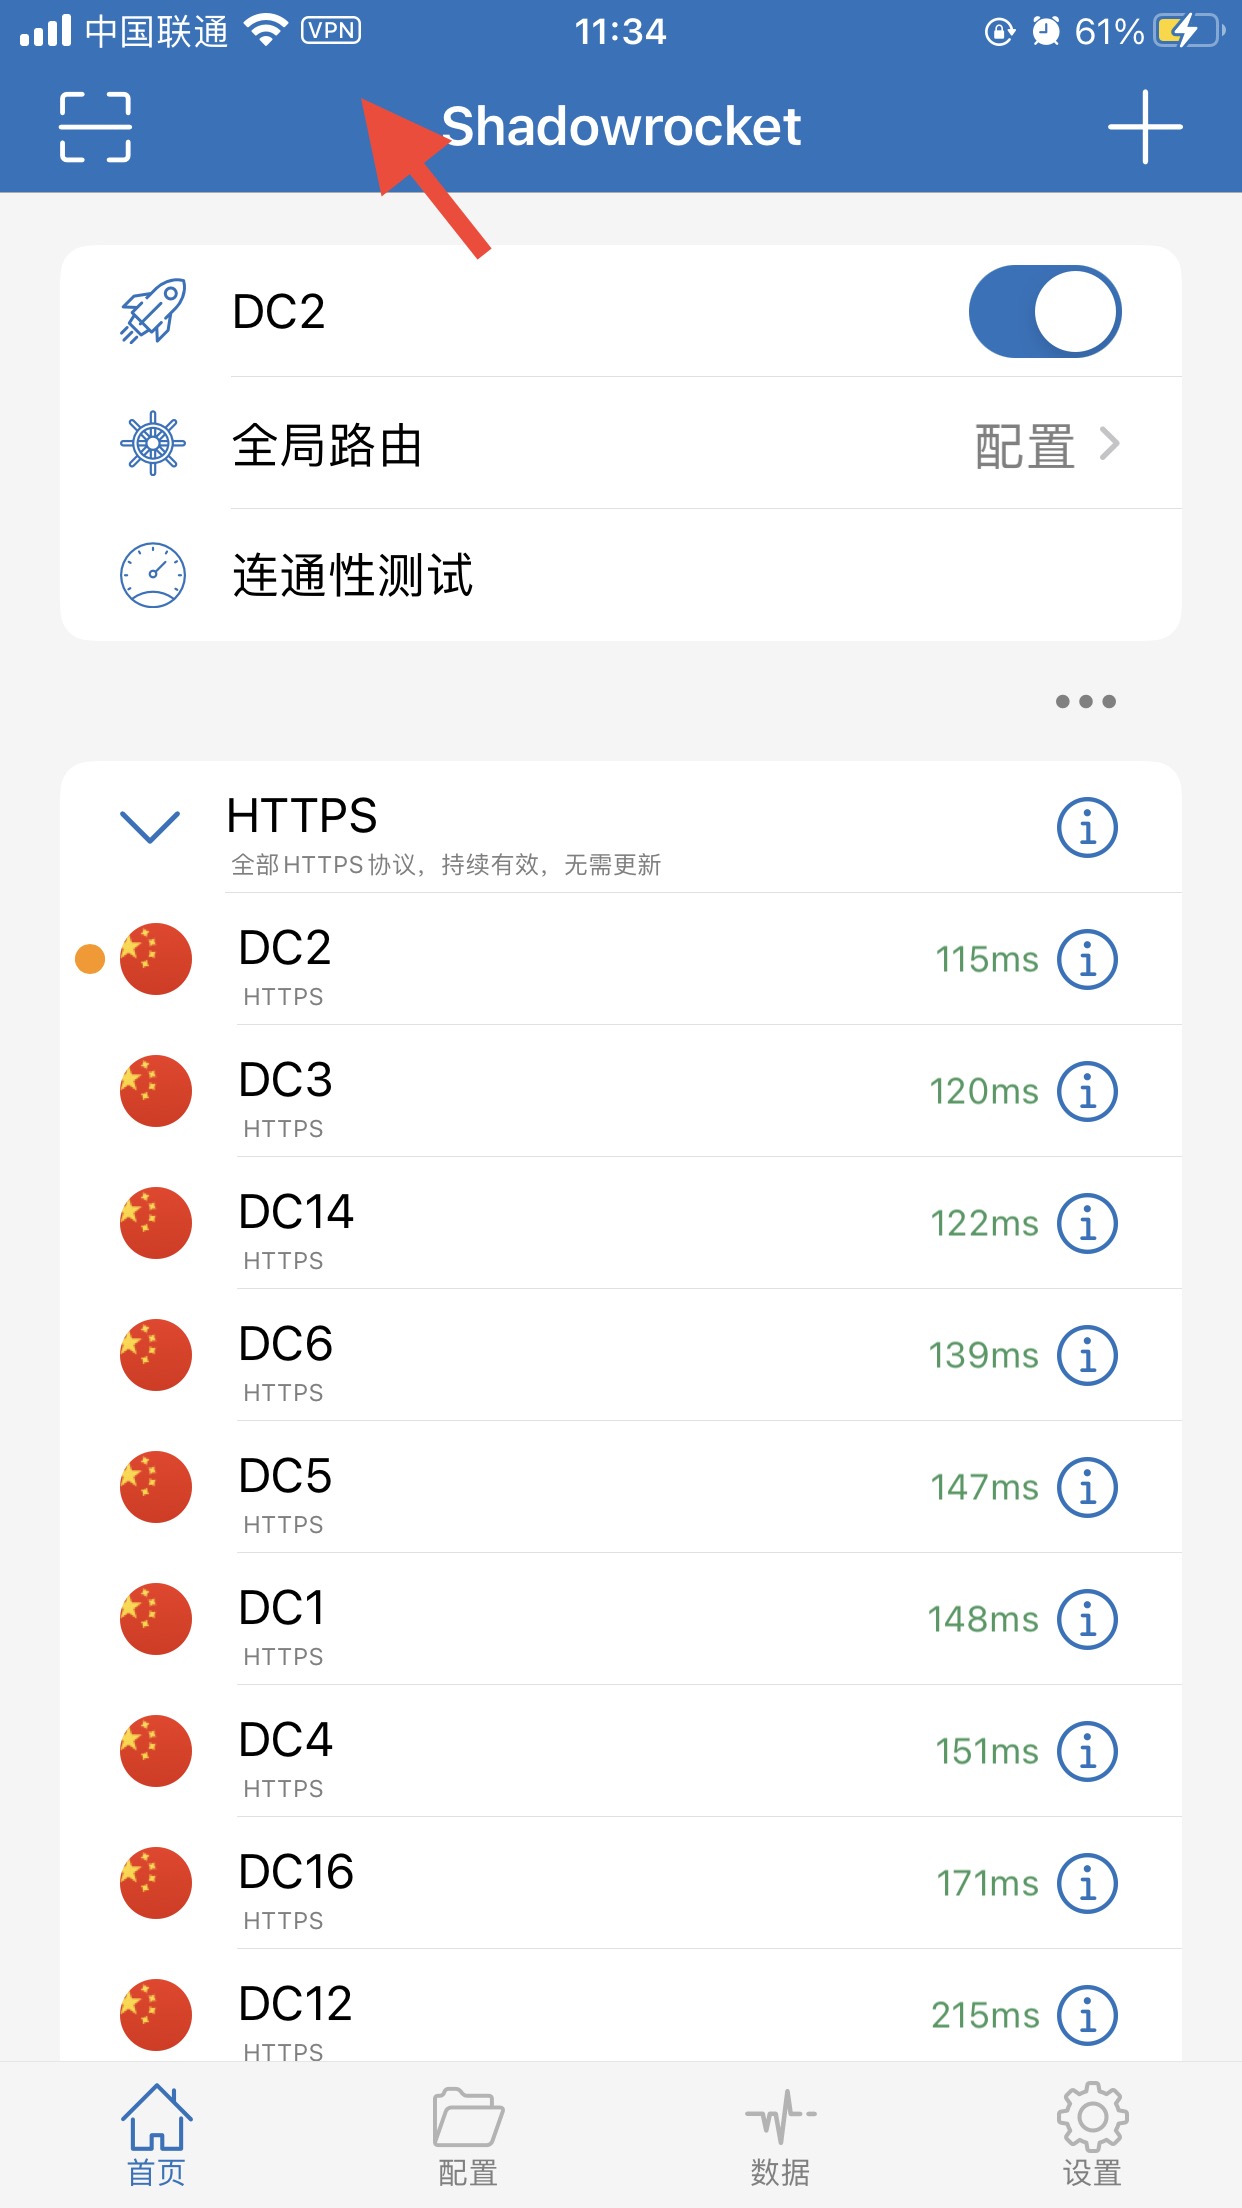 中国联通 VPN 11:34 61%
Shadowrocket
DC2
全局路由 配置
连通性测试
HTTPS
全部HTTPS协议，持续有效，无需更新
DC2 115ms
HTTPS
DC3 120ms
HTTPS
DC14 122ms
HTTPS
DC6 139ms
HTTPS
DC5 147ms
HTTPS
DC1 148ms
HTTPS
DC4 151ms
HTTPS
DC16 171ms
HTTPS
DC12 215ms
HTTPS
首页 配置 数据 设置